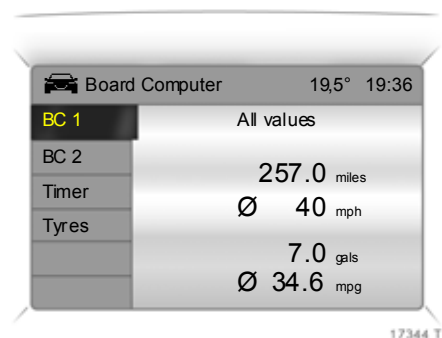 Board Computer 19,5° 19:36
BC 1
All values
BC 2
257.0 miles
Timer
Ø 40 mph
Tyres
7.0 gals
Ø 34.6 mpg
17344 T